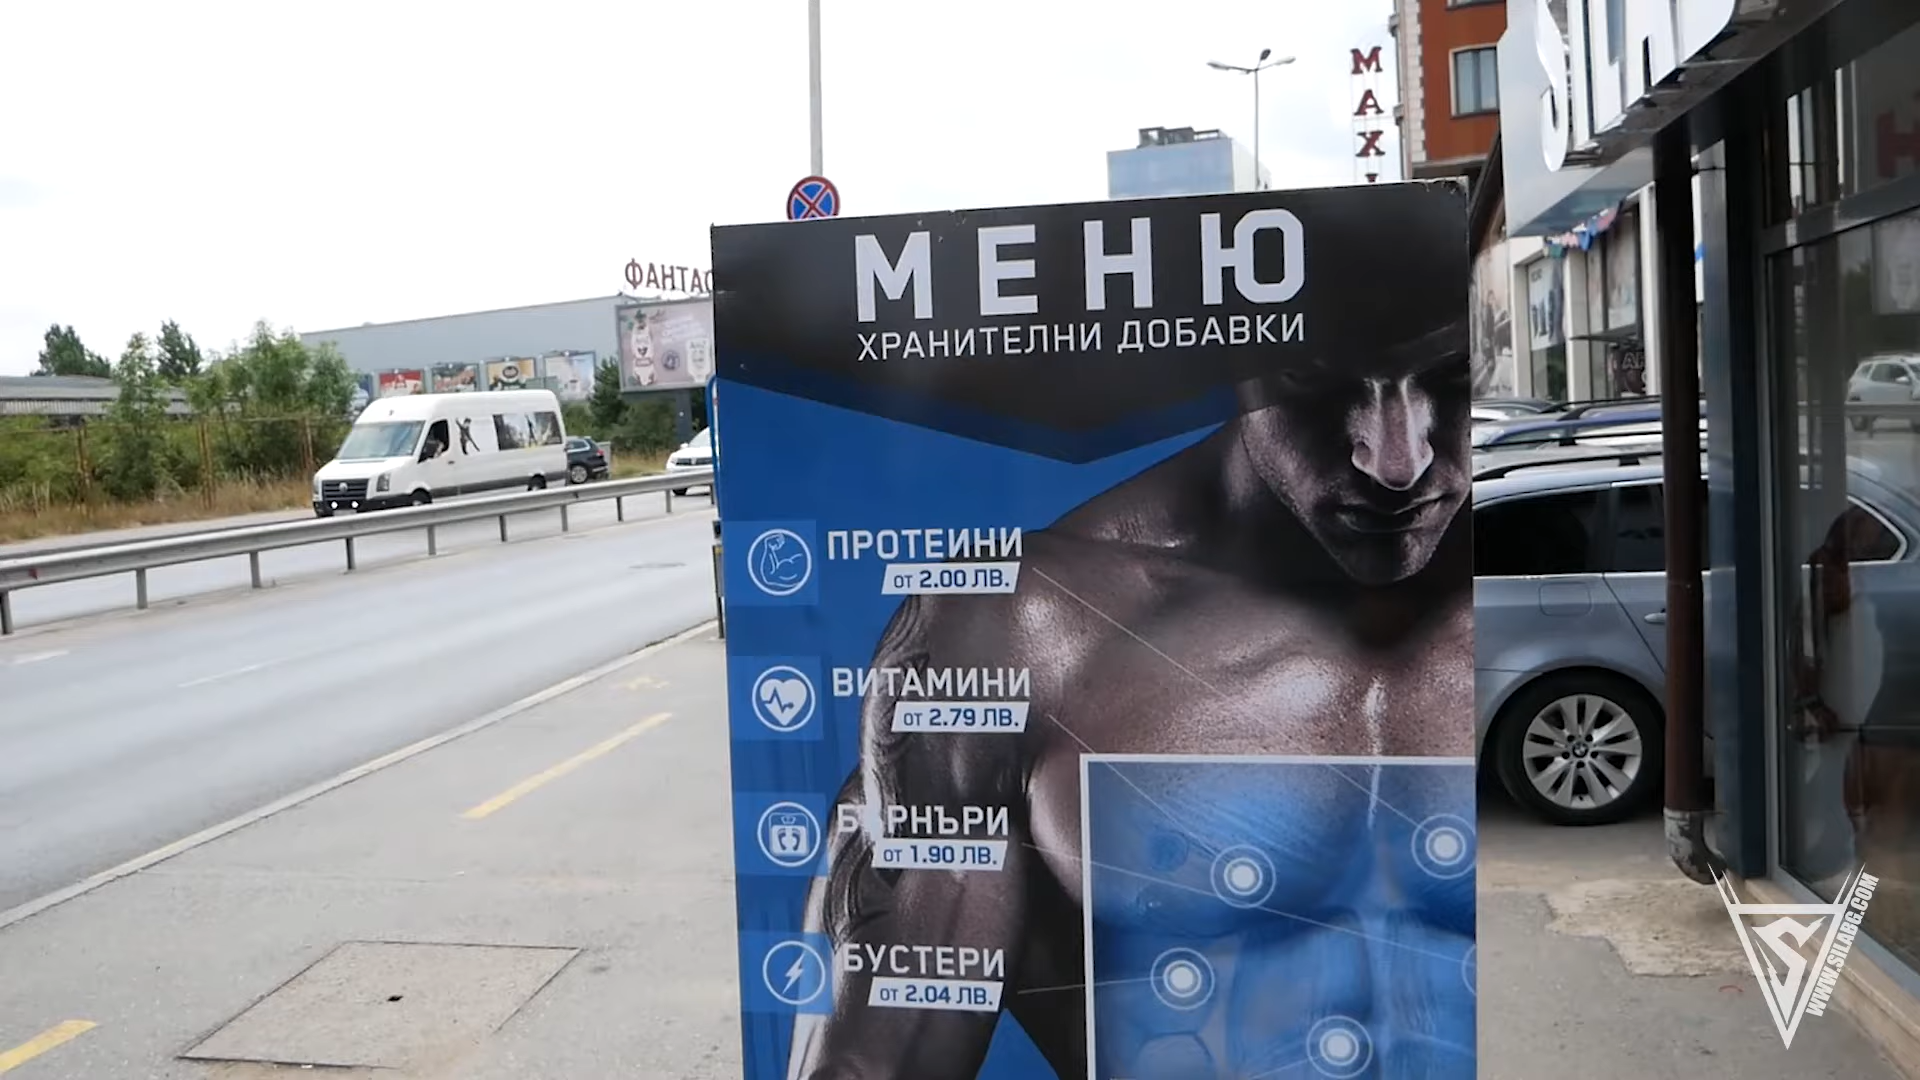 МЕНЮ
ХРАНИТЕЛНИ ДОБАВКИ
ПРОТЕИНИ
от 2.00 ЛВ.
ВИТАМИНИ
от 2.79 ЛВ.
БЪРНЪРИ
от 1.90 ЛВ.
БУСТЕРИ
от 2.04 ЛВ.
MAX
WWW.SILABG.COM